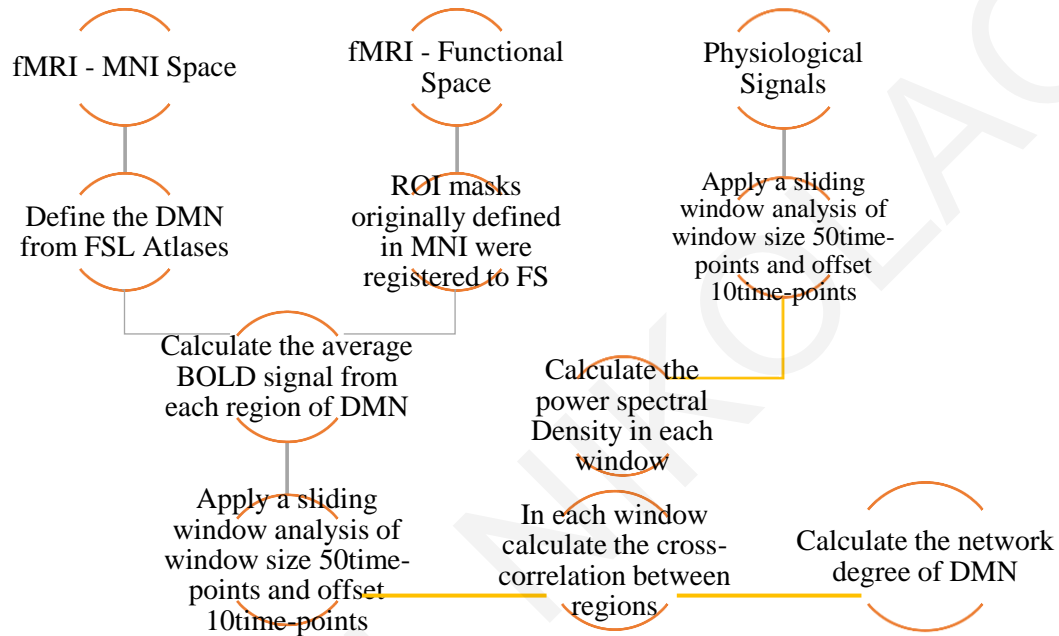 fMRI - MNI Space
fMRI - Functional
Space
Physiological
Signals
Define the DMN
from FSL Atlases
ROI masks
originally defined
in MNI were
registered to FS
Apply a sliding
window analysis of
window size 50time-
points and offset
10time-points
Calculate the average
BOLD signal from
each region of DMN
Calculate the
power spectral
Density in each
window
Apply a sliding
window analysis of
window size 50time-
points and offset
10time-points
In each window
calculate the cross-
correlation between
regions
Calculate the network
degree of DMN